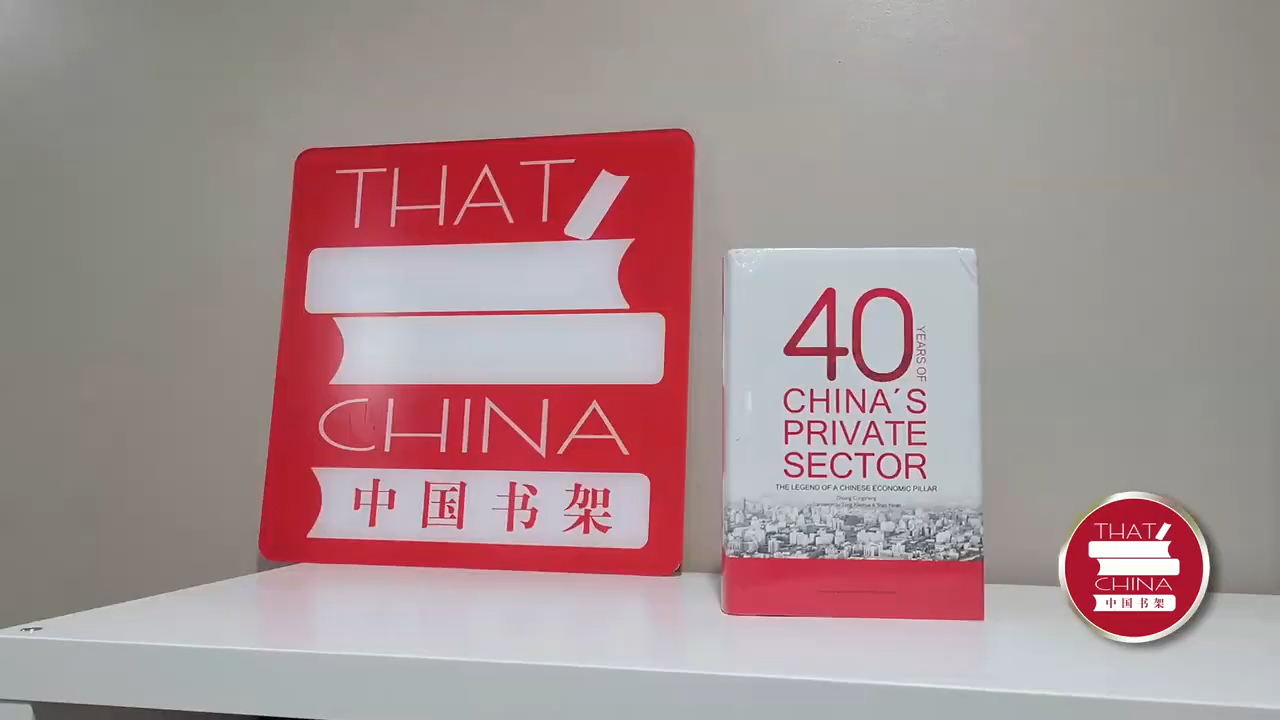 THAT
CHINA
中国书架
40
YEARS OF
CHINA´S
PRIVATE
SECTOR
THE LEGEND OF A CHINESE ECONOMIC PILLAR
THAT
CHINA
中国书架